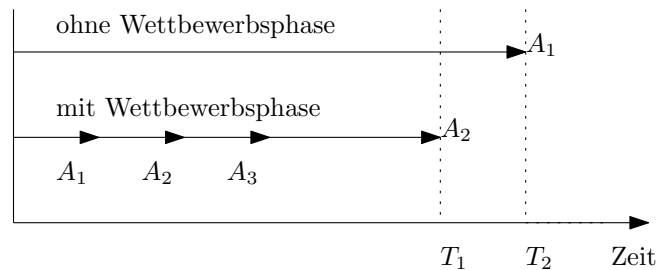 ohne Wettbewerbsphase
A₁
mit Wettbewerbsphase
A₂
A₁ A₂ A₃
T₁ T₂ Zeit